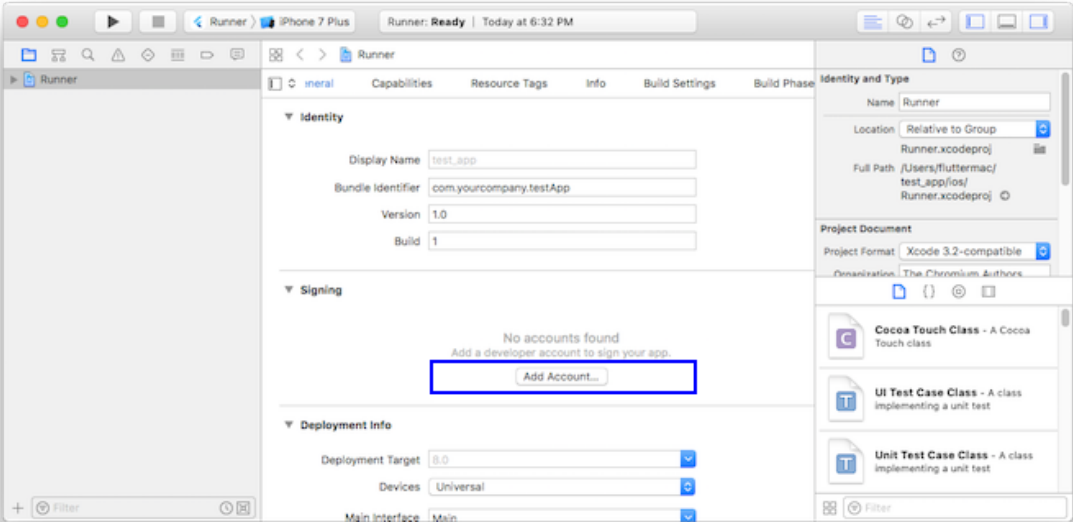 Runner
iPhone 7 Plus
Runner: Ready | Today at 6:32 PM
Runner
Runner
neral
Capabilities
Resource Tags
Info
Build Settings
Build Phase
Identity
Display Name test_app
Bundle Identifier com.yourcompany.testApp
Version 1.0
Build 1
Signing
No accounts found
Add a developer account to sign your app.
Add Account...
Deployment Info
Deployment Target 8.0
Devices Universal
Main Interface Main
Filter
Identity and Type
Name Runner
Location Relative to Group
Runner.xcodeproj
Full Path /Users/fluttermac/
test_app/ios/
Runner.xcodeproj
Project Document
Project Format Xcode 3.2-compatible
Organization The Chromium Authors
C
Cocoa Touch Class - A Cocoa
Touch class
T
UI Test Case Class - A class
implementing a unit test
T
Unit Test Case Class - A class
implementing a unit test
Filter